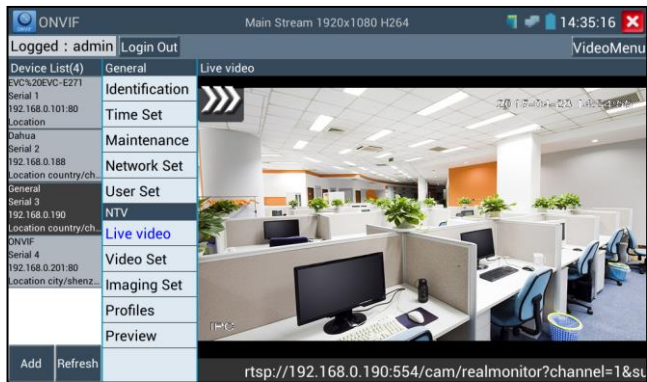 ONVIF
Main Stream 1920x1080 H264
14:35:16
Logged : admin
Login Out
VideoMenu
Device List(4)
General
Live video
EVC%20EVC-E271
Serial 1
192.168.0.101:80
Location
Dahua
Serial 2
192.168.0.188
Location country/ch..
General
Serial 3
192.168.0.190
Location country/ch..
ONVIF
Serial 4
192.168.0.201:80
Location city/shenz...
Add
Refresh
Identification
Time Set
Maintenance
Network Set
User Set
NTV
Live video
Video Set
Imaging Set
Profiles
Preview
IPC
rtsp://192.168.0.190:554/cam/realmonitor?channel=1&su